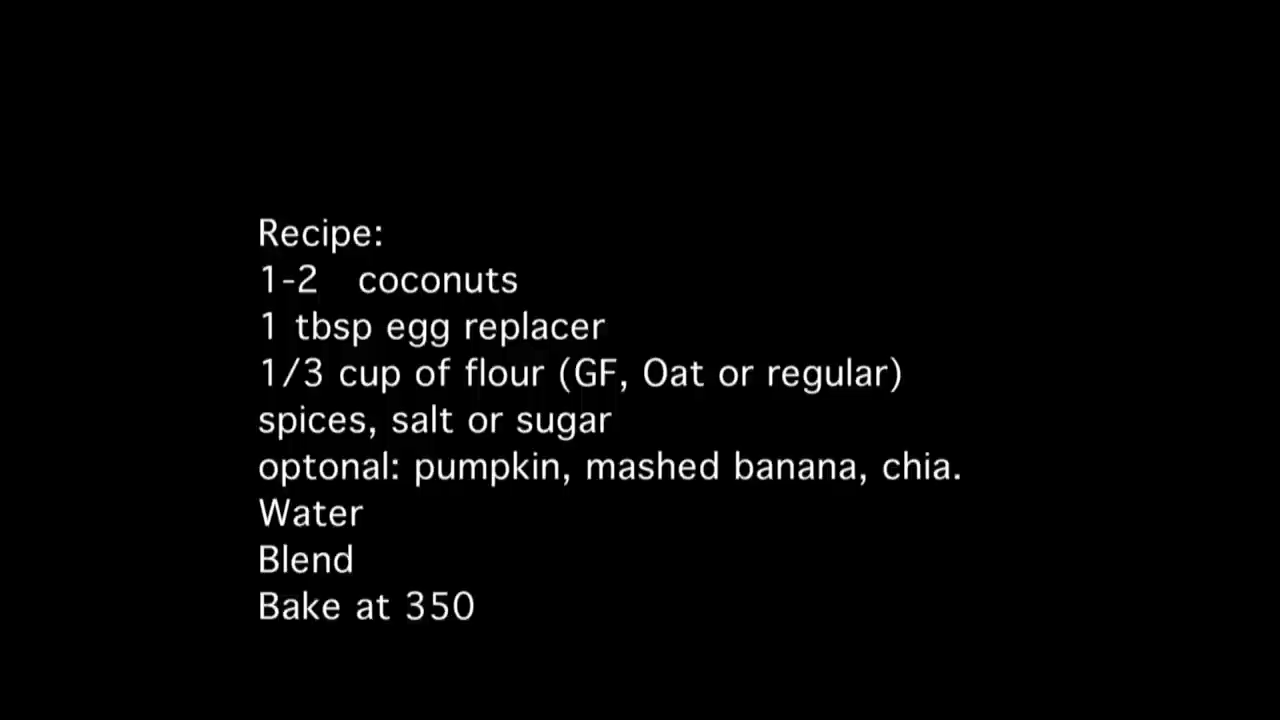 Recipe:
1-2 coconuts
1 tbsp egg replacer
1/3 cup of flour (GF, Oat or regular)
spices, salt or sugar
optonal: pumpkin, mashed banana, chia.
Water
Blend
Bake at 350